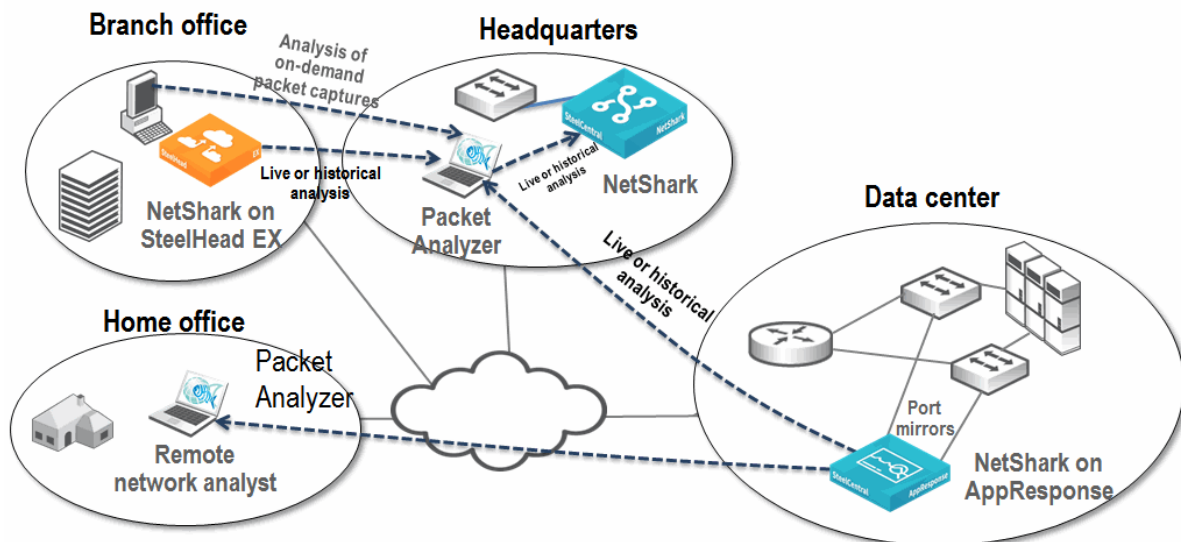 Branch office
Analysis of
on-demand
packet captures
SteelHead
EX
Live or historical
analysis
NetShark on
SteelHead EX
Headquarters
SteelCentral
NetShark
Live or historical
analysis
NetShark
Packet
Analyzer
Live or historical
analysis
Data center
Port
mirrors
SteelCentral
AppResponse
NetShark on
AppResponse
Home office
Packet
Analyzer
Remote
network analyst